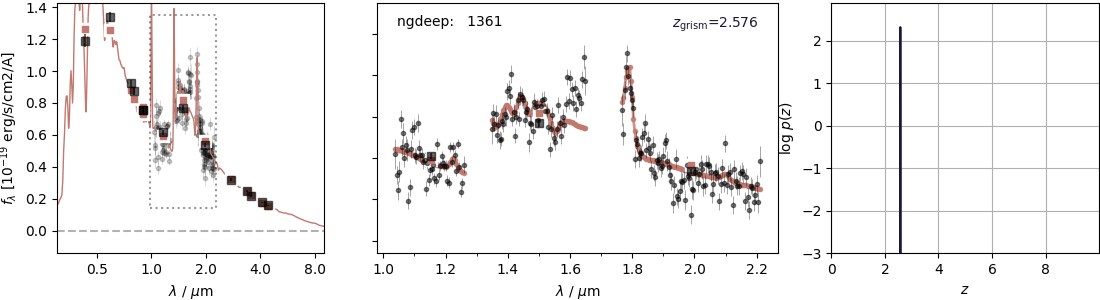 1.4
1.2
1.0
0.8
0.6
0.4
0.2
0.0
f_λ [10^{-19} erg/s/cm2/A]
0.5 1.0 2.0 4.0 8.0
λ / μm
ngdeep: 1361
z_grism=2.576
1.0 1.2 1.4 1.6 1.8 2.0 2.2
λ / μm
2
1
0
−1
−2
−3
log p(z)
0 2 4 6 8
z